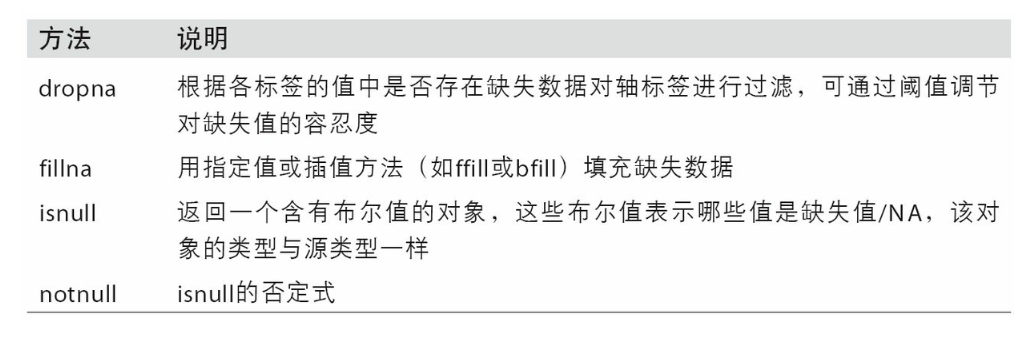 方法 说明
dropna 根据各标签的值中是否存在缺失数据对轴标签进行过滤，可通过阈值调节
对缺失值的容忍度
fillna 用指定值或插值方法（如ffill或bfill）填充缺失数据
isnull 返回一个含有布尔值的对象，这些布尔值表示哪些值是缺失值/NA，该对
象的类型与源类型一样
notnull isnull的否定式